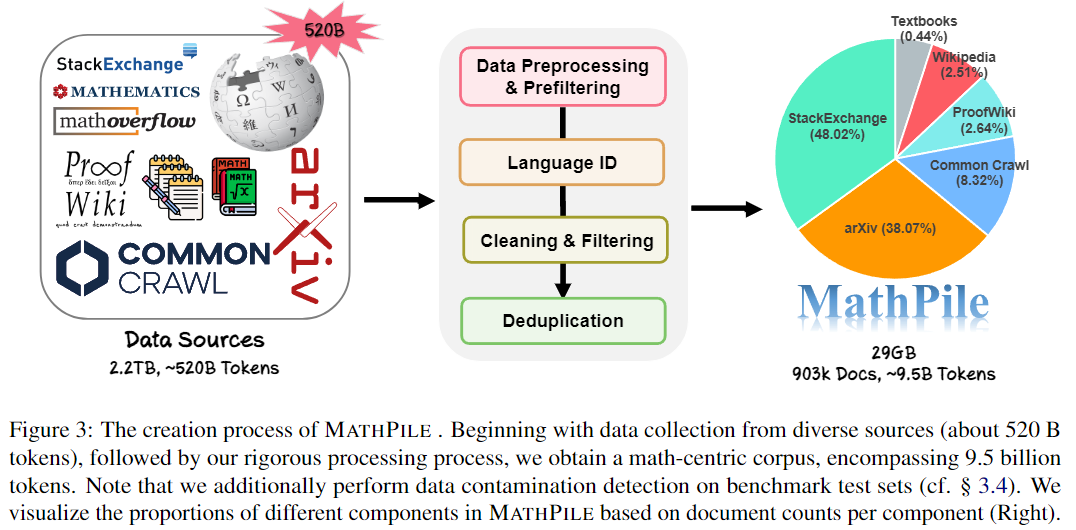 520B
StackExchange
MATHEMATICS
mathoverflow
Ω
W
И
維
Proof
Wiki
quod erat demonstrandum
MATH
MATH
√x
arXiv
COMMON
CRAWL
Data Sources
2.2TB, ~520B Tokens
Data Preprocessing
& Prefiltering
Language ID
Cleaning & Filtering
Deduplication
Textbooks
(0.44%)
Wikipedia
(2.51%)
ProofWiki
(2.64%)
Common Crawl
(8.32%)
arXiv (38.07%)
StackExchange
(48.02%)
MathPile
29GB
903k Docs, ~9.5B Tokens
Figure 3: The creation process of MATHPILE . Beginning with data collection from diverse sources (about 520 B
tokens), followed by our rigorous processing process, we obtain a math-centric corpus, encompassing 9.5 billion
tokens. Note that we additionally perform data contamination detection on benchmark test sets (cf. § 3.4). We
visualize the proportions of different components in MATHPILE based on document counts per component (Right).